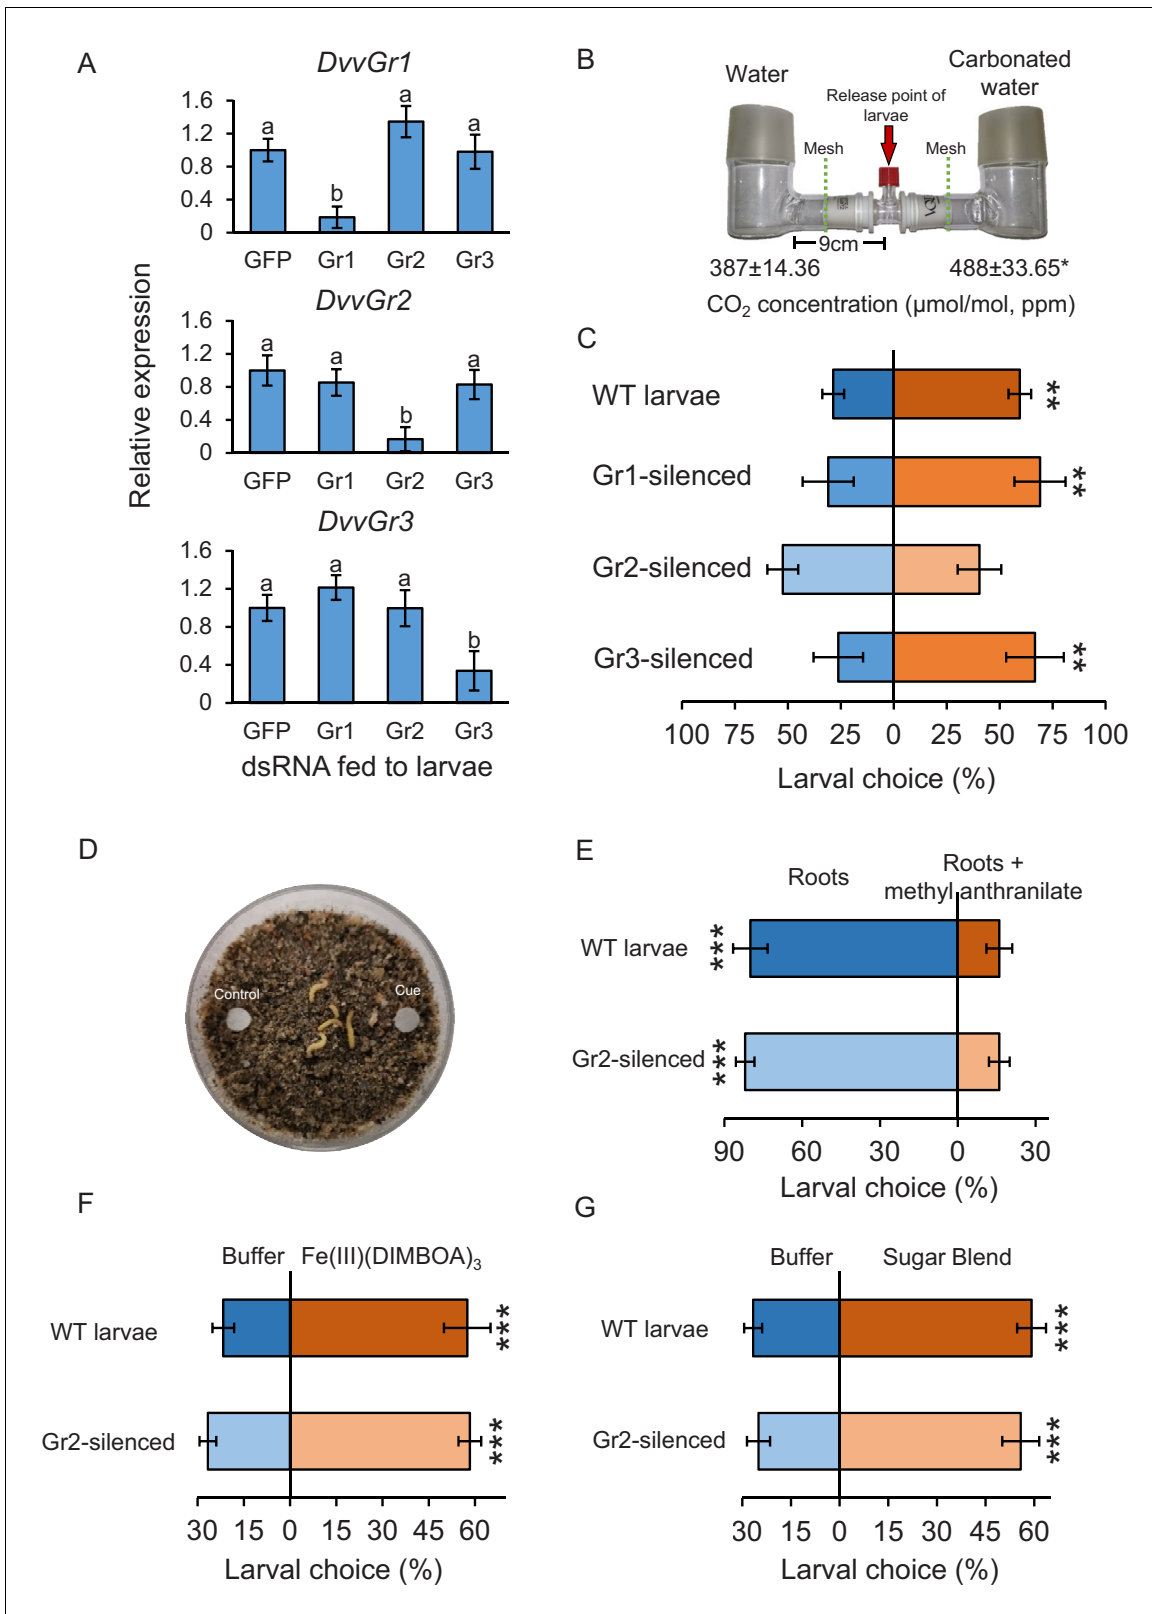 A
DvvGr1
1.6
1.2
0.8
0.4
0
a
b
a
a
GFP Gr1 Gr2 Gr3
DvvGr2
1.6
1.2
0.8
0.4
0
a
a
b
a
GFP Gr1 Gr2 Gr3
DvvGr3
1.6
1.2
0.8
0.4
0
a
a
a
b
GFP Gr1 Gr2 Gr3
dsRNA fed to larvae
Relative expression
B
Water
Carbonated
water
Release point of
larvae
Mesh
Mesh
9cm
387±14.36
488±33.65*
CO₂ concentration (µmol/mol, ppm)
C
WT larvae **
Gr1-silenced **
Gr2-silenced
Gr3-silenced **
100 75 50 25 0 25 50 75 100
Larval choice (%)
D
Control
Cue
E
Roots
Roots +
methyl anthranilate
WT larvae ***
Gr2-silenced ***
90 60 30 0 30
Larval choice (%)
F
Buffer Fe(III)(DIMBOA)₃
WT larvae ***
Gr2-silenced ***
30 15 0 15 30 45 60
Larval choice (%)
G
Buffer Sugar Blend
WT larvae ***
Gr2-silenced ***
30 15 0 15 30 45 60
Larval choice (%)